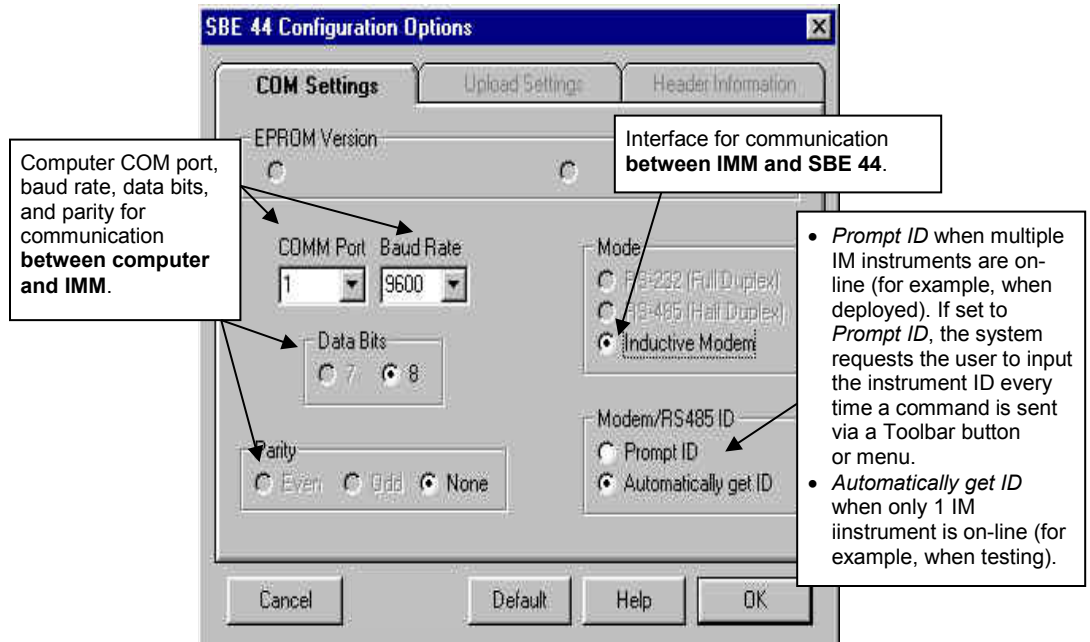 SBE 44 Configuration Options
COM Settings
Upload Settings
Header Information
EPROM Version
Computer COM port,
baud rate, data bits,
and parity for
communication
between computer
and IMM.
Interface for communication
between IMM and SBE 44.
COMM Port Baud Rate
1 9600
Data Bits
7 8
Parity
Even Odd None
Mode
RS-232 (Full Duplex)
RS-485 (Half Duplex)
Inductive Modem
Modem/RS485 ID
Prompt ID
Automatically get ID
• Prompt ID when multiple
IM instruments are on-
line (for example, when
deployed). If set to
Prompt ID, the system
requests the user to input
the instrument ID every
time a command is sent
via a Toolbar button
or menu.
• Automatically get ID
when only 1 IM
iinstrument is on-line (for
example, when testing).
Cancel Default Help OK